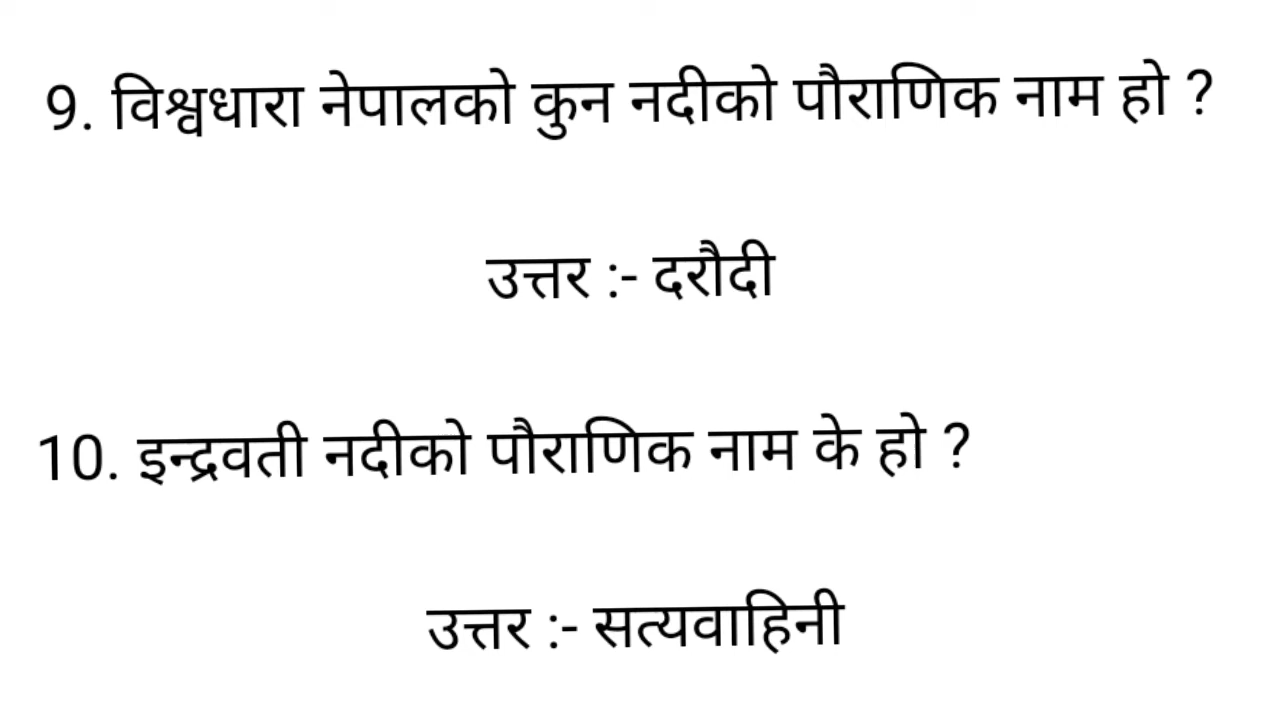 9. विश्वधारा नेपालको कुन नदीको पौराणिक नाम हो ?
उत्तर :- दरौदी
10. इन्द्रवती नदीको पौराणिक नाम के हो ?
उत्तर :- सत्यवाहिनी